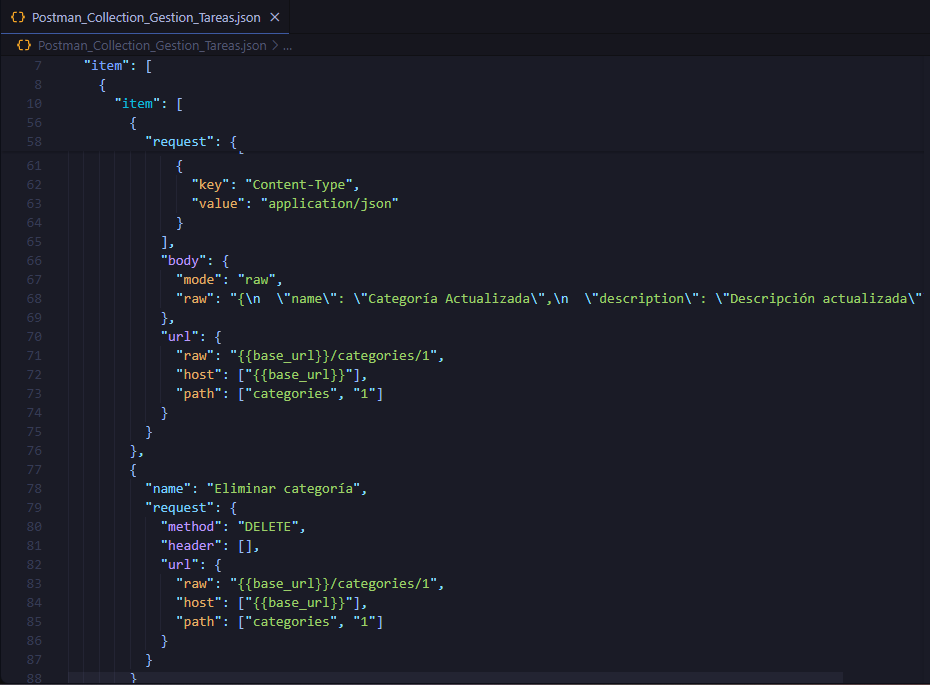 Postman_Collection_Gestion_Tareas.json
Postman_Collection_Gestion_Tareas.json > ...
7 "item": [
8 {
10 "item": [
56 {
58 "request": {
61 {
62 "key": "Content-Type",
63 "value": "application/json"
64 }
65 ],
66 "body": {
67 "mode": "raw",
68 "raw": "{\n  \"name\": \"Categoría Actualizada\",\n  \"description\": \"Descripción actualizada\"
69 },
70 "url": {
71 "raw": "{{base_url}}/categories/1",
72 "host": ["{{base_url}}"],
73 "path": ["categories", "1"]
74 }
75 }
76 },
77 {
78 "name": "Eliminar categoría",
79 "request": {
80 "method": "DELETE",
81 "header": [],
82 "url": {
83 "raw": "{{base_url}}/categories/1",
84 "host": ["{{base_url}}"],
85 "path": ["categories", "1"]
86 }
87 }
88 }